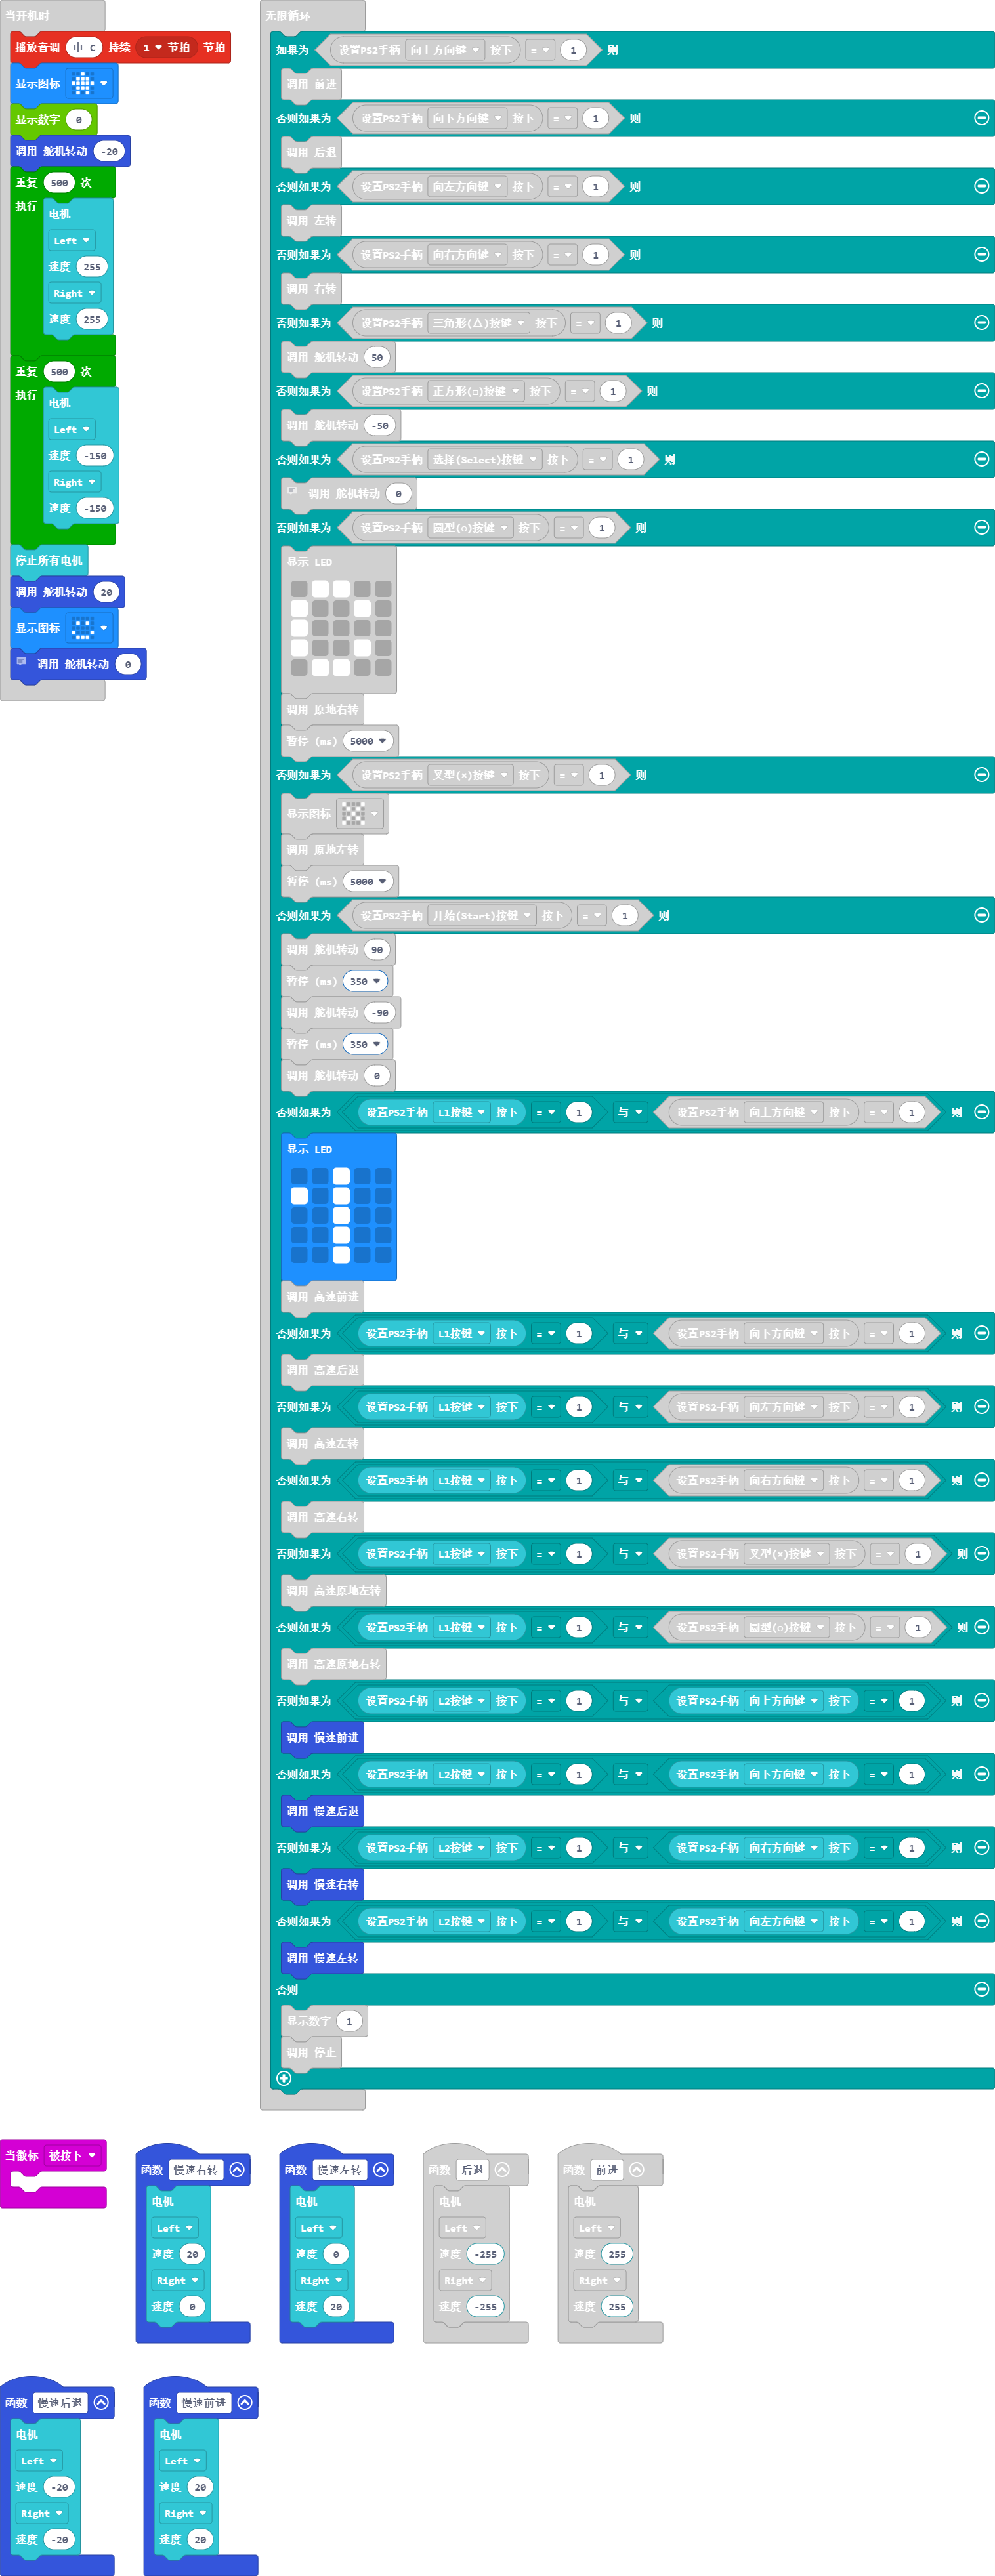 当开机时
播放音调 中 C 持续 1 节拍 节拍
显示图标
显示数字 0
调用 舵机转动 -20
重复 500 次
执行
电机
Left
速度 255
Right
速度 255
重复 500 次
执行
电机
Left
速度 -150
Right
速度 -150
停止所有电机
调用 舵机转动 20
显示图标
调用 舵机转动 0
无限循环
如果为 设置PS2手柄 向上方向键 按下 = 1 则
调用 前进
否则如果为 设置PS2手柄 向下方向键 按下 = 1 则
调用 后退
否则如果为 设置PS2手柄 向左方向键 按下 = 1 则
调用 左转
否则如果为 设置PS2手柄 向右方向键 按下 = 1 则
调用 右转
否则如果为 设置PS2手柄 三角形(Δ)按键 按下 = 1 则
调用 舵机转动 50
否则如果为 设置PS2手柄 正方形(□)按键 按下 = 1 则
调用 舵机转动 -50
否则如果为 设置PS2手柄 选择(Select)按键 按下 = 1 则
调用 舵机转动 0
否则如果为 设置PS2手柄 圆型(○)按键 按下 = 1 则
显示 LED
调用 原地右转
暂停 (ms) 5000
否则如果为 设置PS2手柄 叉型(×)按键 按下 = 1 则
显示图标
调用 原地左转
暂停 (ms) 5000
否则如果为 设置PS2手柄 开始(Start)按键 按下 = 1 则
调用 舵机转动 90
暂停 (ms) 350
调用 舵机转动 -90
暂停 (ms) 350
调用 舵机转动 0
否则如果为 设置PS2手柄 L1按键 按下 = 1 与 设置PS2手柄 向上方向键 按下 = 1 则
显示 LED
调用 高速前进
否则如果为 设置PS2手柄 L1按键 按下 = 1 与 设置PS2手柄 向下方向键 按下 = 1 则
调用 高速后退
否则如果为 设置PS2手柄 L1按键 按下 = 1 与 设置PS2手柄 向左方向键 按下 = 1 则
调用 高速左转
否则如果为 设置PS2手柄 L1按键 按下 = 1 与 设置PS2手柄 向右方向键 按下 = 1 则
调用 高速右转
否则如果为 设置PS2手柄 L1按键 按下 = 1 与 设置PS2手柄 叉型(×)按键 按下 = 1 则
调用 高速原地左转
否则如果为 设置PS2手柄 L1按键 按下 = 1 与 设置PS2手柄 圆型(○)按键 按下 = 1 则
调用 高速原地右转
否则如果为 设置PS2手柄 L2按键 按下 = 1 与 设置PS2手柄 向上方向键 按下 = 1 则
调用 慢速前进
否则如果为 设置PS2手柄 L2按键 按下 = 1 与 设置PS2手柄 向下方向键 按下 = 1 则
调用 慢速后退
否则如果为 设置PS2手柄 L2按键 按下 = 1 与 设置PS2手柄 向右方向键 按下 = 1 则
调用 慢速右转
否则如果为 设置PS2手柄 L2按键 按下 = 1 与 设置PS2手柄 向左方向键 按下 = 1 则
调用 慢速左转
否则
显示数字 1
调用 停止
当徽标 被按下
函数 慢速右转
电机
Left
速度 20
Right
速度 0
函数 慢速左转
电机
Left
速度 0
Right
速度 20
函数 后退
电机
Left
速度 -255
Right
速度 -255
函数 前进
电机
Left
速度 255
Right
速度 255
函数 慢速后退
电机
Left
速度 -20
Right
速度 -20
函数 慢速前进
电机
Left
速度 20
Right
速度 20